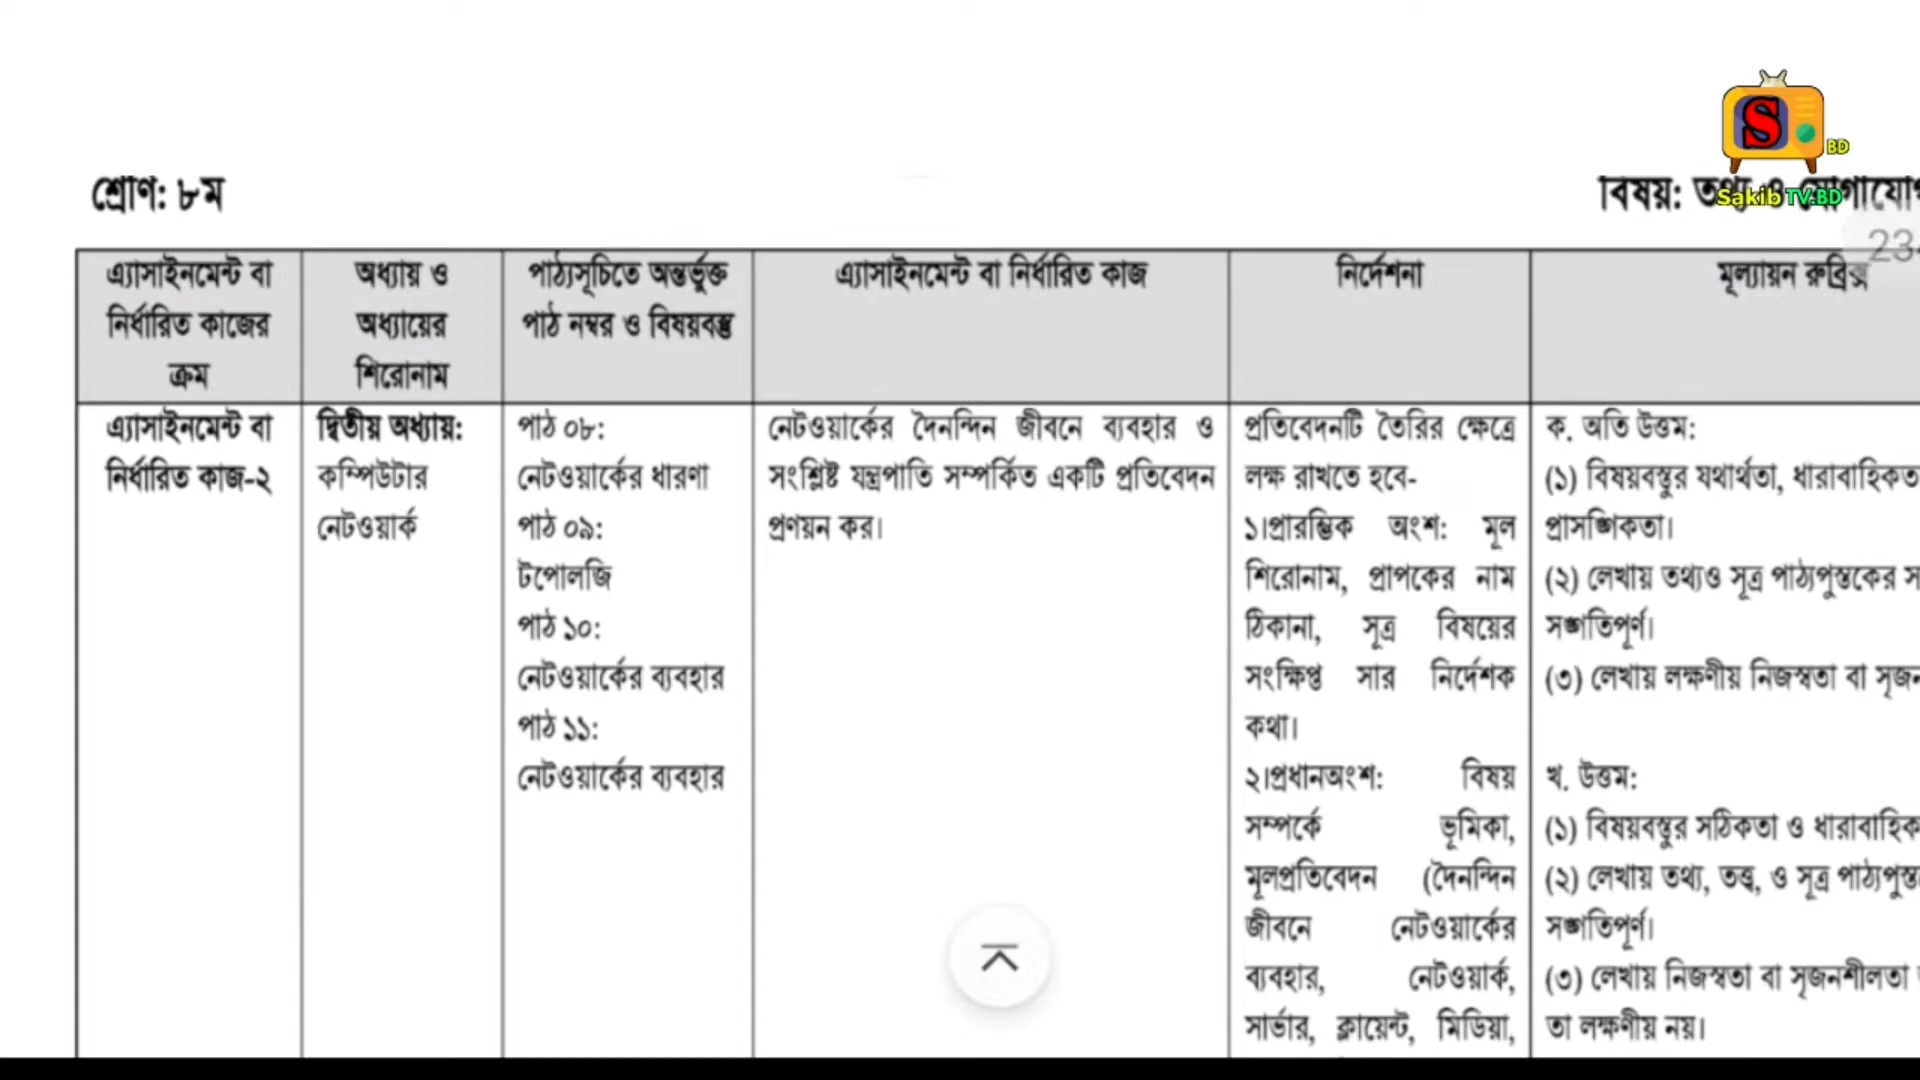 S
BD
Sakib TV.BD
শ্রেণি: ৮ম
বিষয়: তথ্য ও
এ্যাসাইনমেন্ট বা
নির্ধারিত কাজের
ক্রম
অধ্যায় ও
অধ্যায়ের
শিরোনাম
পাঠ্যসূচিতে অন্তর্ভুক্ত
পাঠ নম্বর ও বিষয়বস্তু
এ্যাসাইনমেন্ট বা নির্ধারিত কাজ
নির্দেশনা
মূল্যায়ন রুব্রিক্স
এ্যাসাইনমেন্ট বা
নির্ধারিত কাজ-২
দ্বিতীয় অধ্যায়:
কম্পিউটার
নেটওয়ার্ক
পাঠ ০৮:
নেটওয়ার্কের ধারণা
পাঠ ০৯:
টপোলজি
পাঠ ১০:
নেটওয়ার্কের ব্যবহার
পাঠ ১১:
নেটওয়ার্কের ব্যবহার
নেটওয়ার্কের দৈনন্দিন জীবনে ব্যবহার ও
সংশ্লিষ্ট যন্ত্রপাতি সম্পর্কিত একটি প্রতিবেদন
প্রণয়ন কর।
প্রতিবেদনটি তৈরির ক্ষেত্রে
লক্ষ রাখতে হবে-
১।প্রারম্ভিক অংশ: মূল
শিরোনাম, প্রাপকের নাম
ঠিকানা, সূত্র বিষয়ের
সংক্ষিপ্ত সার নির্দেশক
কথা।
২।প্রধানঅংশ: বিষয়
সম্পর্কে ভূমিকা,
মূলপ্রতিবেদন (দৈনন্দিন
জীবনে নেটওয়ার্কের
ব্যবহার, নেটওয়ার্ক,
সার্ভার, ক্লায়েন্ট, মিডিয়া,
ক. অতি উত্তম:
(১) বিষয়বস্তুর যথার্থতা,
প্রাসঙ্গিকতা।
(২) লেখায় তথ্যও সূত্র পাঠ্যপুস্তকের
সঙ্গতিপূর্ণ।
(৩) লেখায় লক্ষণীয় নিজস্বতা বা
খ. উত্তম:
(১) বিষয়বস্তুর সঠিকতা ও
(২) লেখায় তথ্য, তত্ত্ব, ও সূত্র
সঙ্গতিপূর্ণ।
(৩) লেখায় নিজস্বতা বা সৃজনশীলতা
তা লক্ষণীয় নয়।